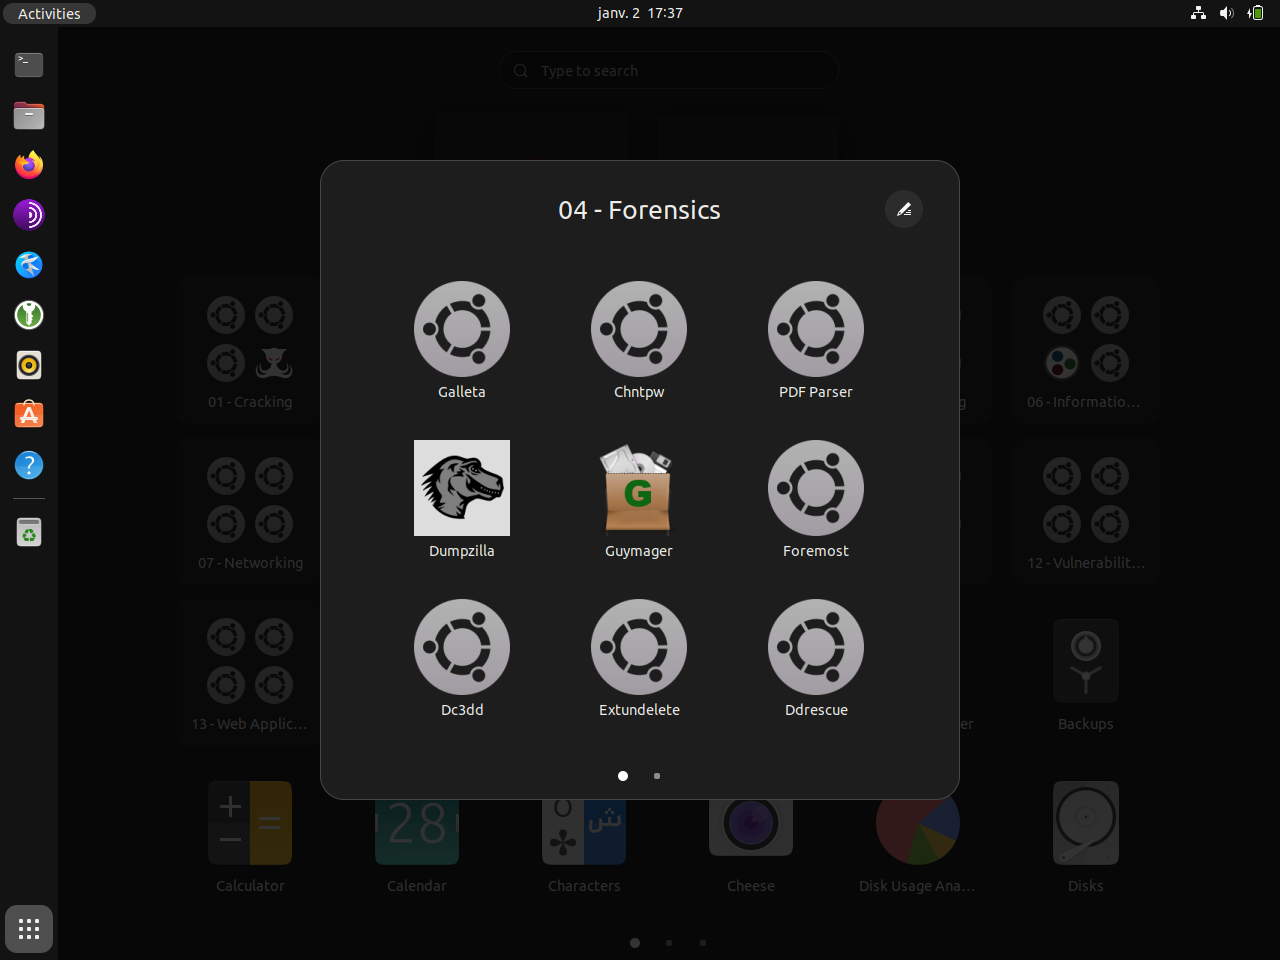 Activities
janv. 2  17:37
Type to search
04 - Forensics
Galleta
Chntpw
PDF Parser
Dumpzilla
G
Guymager
Foremost
Dc3dd
Extundelete
Ddrescue
01 - Cracking
g
06 - Informatio…
07 - Networking
12 - Vulnerabilit…
13 - Web Applic…
er
Backups
28
ش
Calculator
Calendar
Characters
Cheese
Disk Usage Ana…
Disks